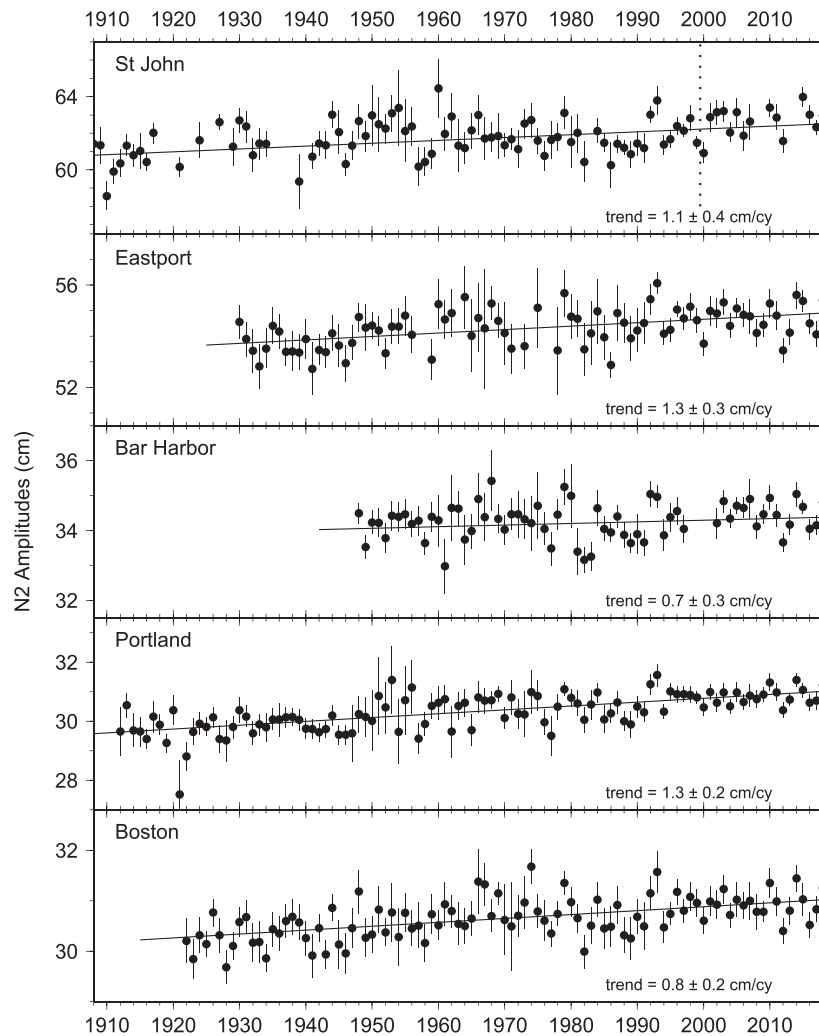 1910 1920 1930 1940 1950 1960 1970 1980 1990 2000 2010
St John
64
60
trend = 1.1 ± 0.4 cm/cy
Eastport
56
52
trend = 1.3 ± 0.3 cm/cy
Bar Harbor
36
34
32
trend = 0.7 ± 0.3 cm/cy
N2 Amplitudes (cm)
Portland
32
30
28
trend = 1.3 ± 0.2 cm/cy
Boston
32
30
trend = 0.8 ± 0.2 cm/cy
1910 1920 1930 1940 1950 1960 1970 1980 1990 2000 2010